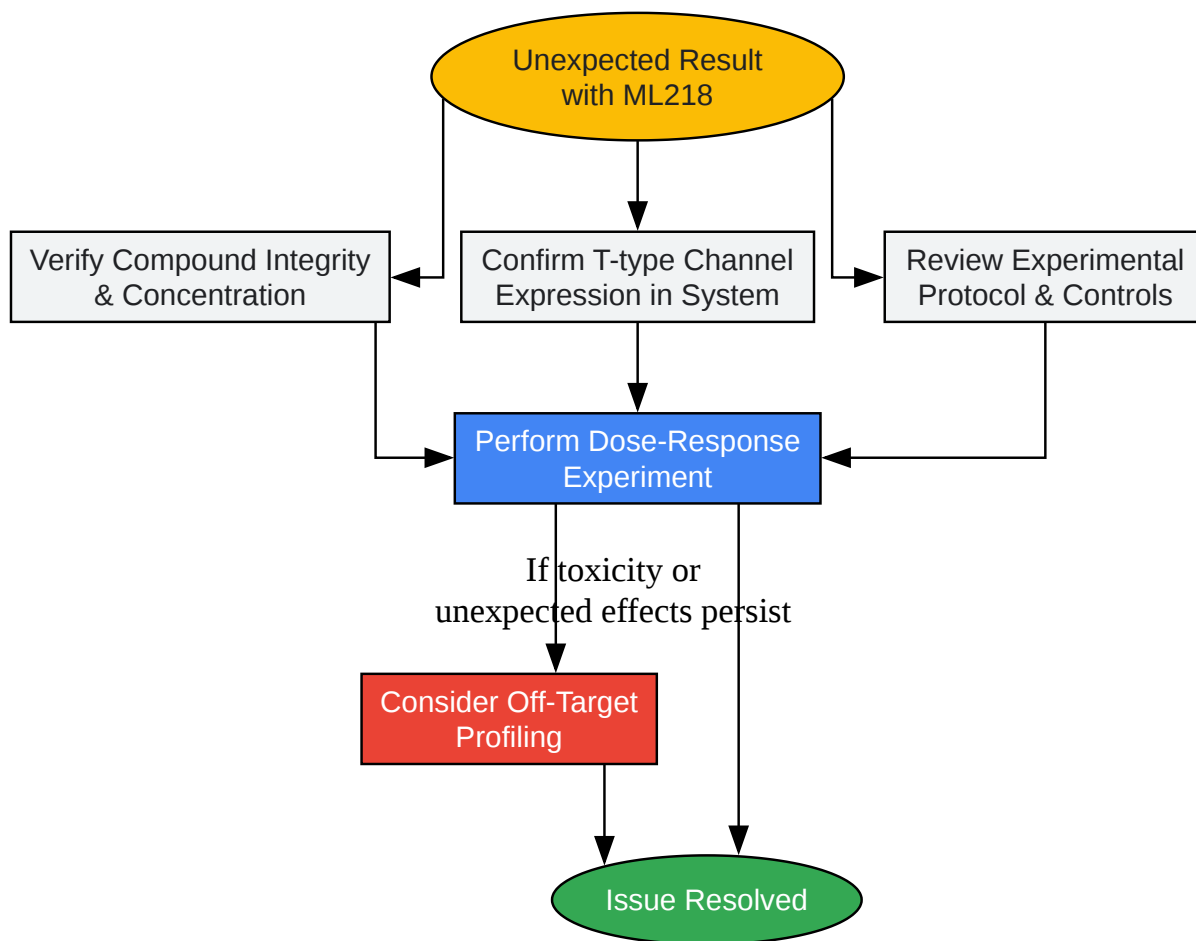 Unexpected Result
with ML218
Verify Compound Integrity
& Concentration
Confirm T-type Channel
Expression in System
Review Experimental
Protocol & Controls
Perform Dose-Response
Experiment
If toxicity or
unexpected effects persist
Consider Off-Target
Profiling
Issue Resolved